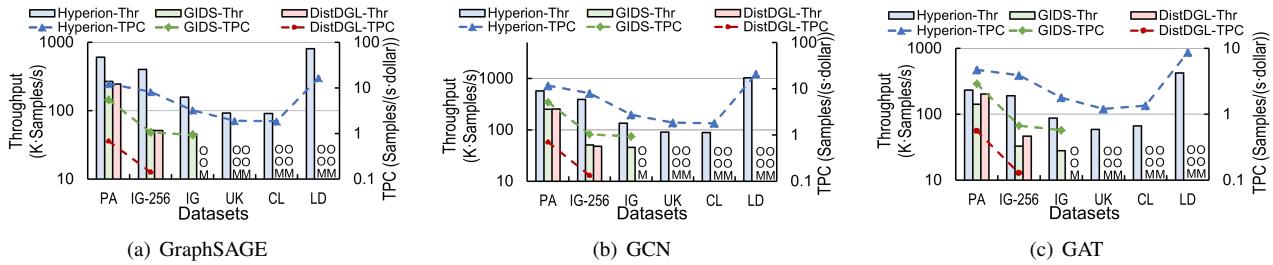 Hyperion-Thr GIDS-Thr DistDGL-Thr
Hyperion-TPC GIDS-TPC DistDGL-TPC
1000
100
10
Throughput
(K·Samples/s)
100
10
1
0.1
TPC (Samples/(s·dollar))
O
O
M
OO
OO
MM
OO
OO
MM
OO
OO
MM
PA IG-256 IG UK CL LD
Datasets
(a) GraphSAGE
Hyperion-Thr GIDS-Thr DistDGL-Thr
Hyperion-TPC GIDS-TPC DistDGL-TPC
1000
100
10
Throughput
(K·Samples/s)
100
10
1
0.1
TPC (Samples/(s·dollar))
O
O
M
OO
OO
MM
OO
OO
MM
OO
OO
MM
PA IG-256 IG UK CL LD
Datasets
(b) GCN
Hyperion-Thr GIDS-Thr DistDGL-Thr
Hyperion-TPC GIDS-TPC DistDGL-TPC
1000
100
10
Throughput
(K·Samples/s)
10
1
0.1
TPC (Samples/(s·dollar))
O
O
M
OO
OO
MM
OO
OO
MM
OO
OO
MM
PA IG-256 IG UK CL LD
Datasets
(c) GAT